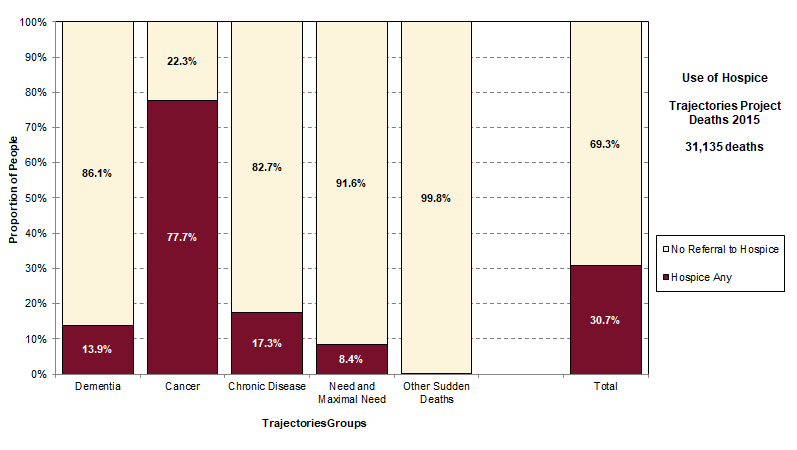 100%
90%
80%
70%
60%
50%
40%
30%
20%
10%
0%
Proportion of People
86.1%
13.9%
22.3%
77.7%
82.7%
17.3%
91.6%
8.4%
99.8%
69.3%
30.7%
Dementia
Cancer
Chronic Disease
Need and
Maximal Need
Other Sudden
Deaths
Total
TrajectoriesGroups
Use of Hospice
Trajectories Project
Deaths 2015
31,135 deaths
No Referral to Hospice
Hospice Any